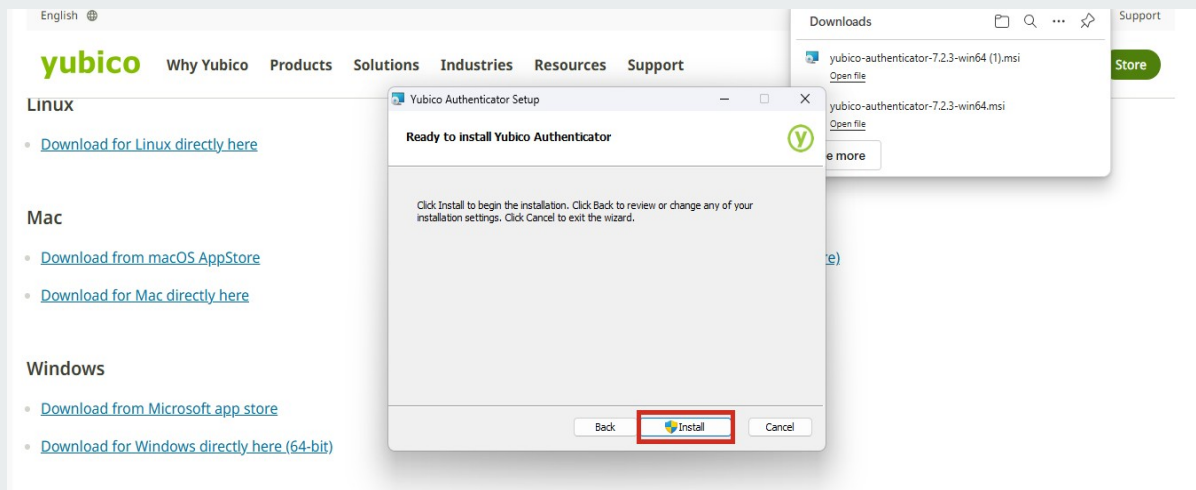 English
Support
yubico
Why Yubico Products Solutions Industries Resources Support
Store
Linux
Download for Linux directly here
Mac
Download from macOS AppStore
Download for Mac directly here
Windows
Download from Microsoft app store
Download for Windows directly here (64-bit)
Downloads
yubico-authenticator-7.2.3-win64 (1).msi
Open file
yubico-authenticator-7.2.3-win64.msi
Open file
e more
Yubico Authenticator Setup
Ready to install Yubico Authenticator
y
Click Install to begin the installation. Click Back to review or change any of your
installation settings. Click Cancel to exit the wizard.
Back
Install
Cancel
e)